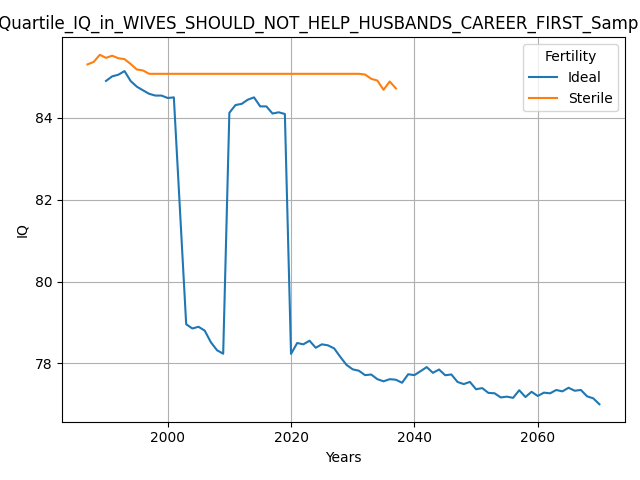 Quartile_IQ_in_WIVES_SHOULD_NOT_HELP_HUSBANDS_CAREER_FIRST_Samp
Fertility
Ideal
Sterile
84
82
80
78
IQ
2000 2020 2040 2060
Years